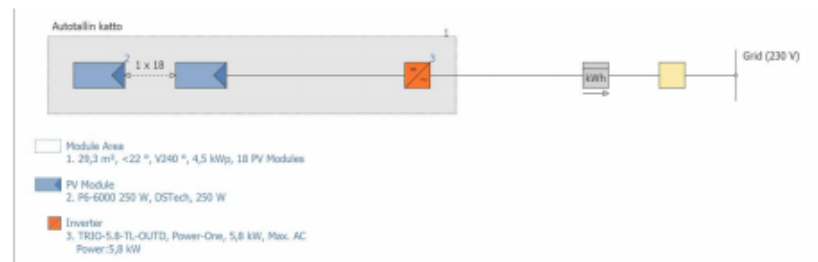 Autotallin katto
1
2
1 x 18
3
kWh
Grid (230 V)
Module Area
1. 29,3 m², <22 °, V240 °, 4,5 kWp, 18 PV Modules
PV Module
2. P6-6000 250 W, DSTech, 250 W
Inverter
3. TRIO-5.8-TL-OUTD, Power-One, 5,8 kW, Max. AC
Power:5,8 kW